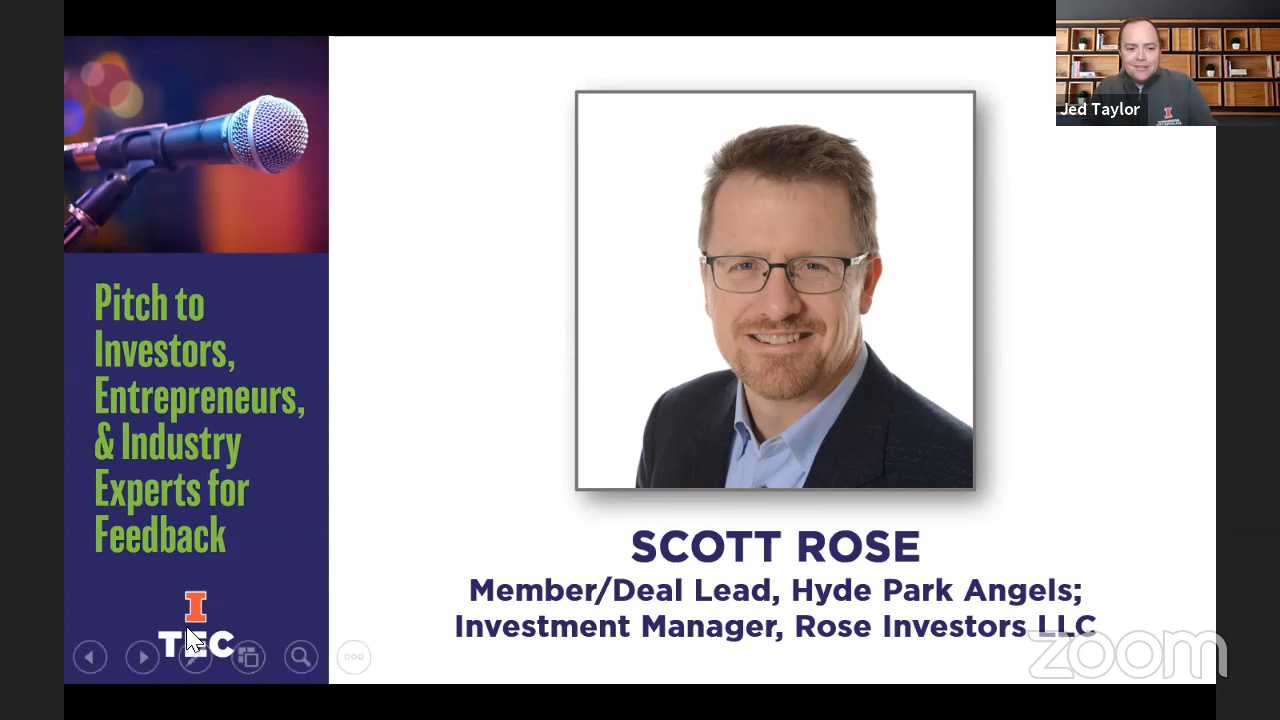 Jed Taylor
Pitch to
Investors,
Entrepreneurs,
& Industry
Experts for
Feedback
I
TEC
SCOTT ROSE
Member/Deal Lead, Hyde Park Angels;
Investment Manager, Rose Investors LLC
zoom